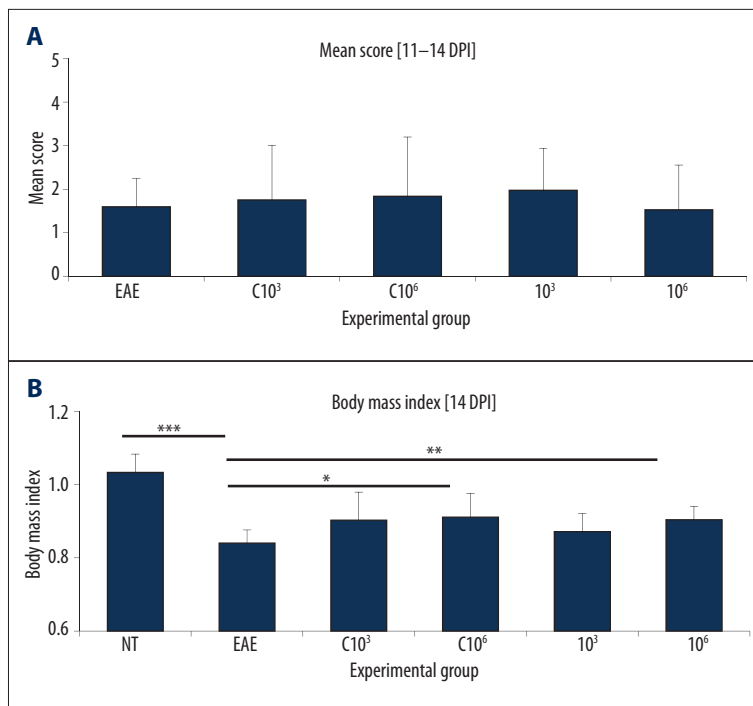 A
Mean score [11–14 DPI]
5
4
3
2
1
0
Mean score
EAE C10³ C10⁶ 10³ 10⁶
Experimental group
B
Body mass index [14 DPI]
1.2
1.0
0.8
0.6
Body mass index
***
**
*
NT EAE C10³ C10⁶ 10³ 10⁶
Experimental group